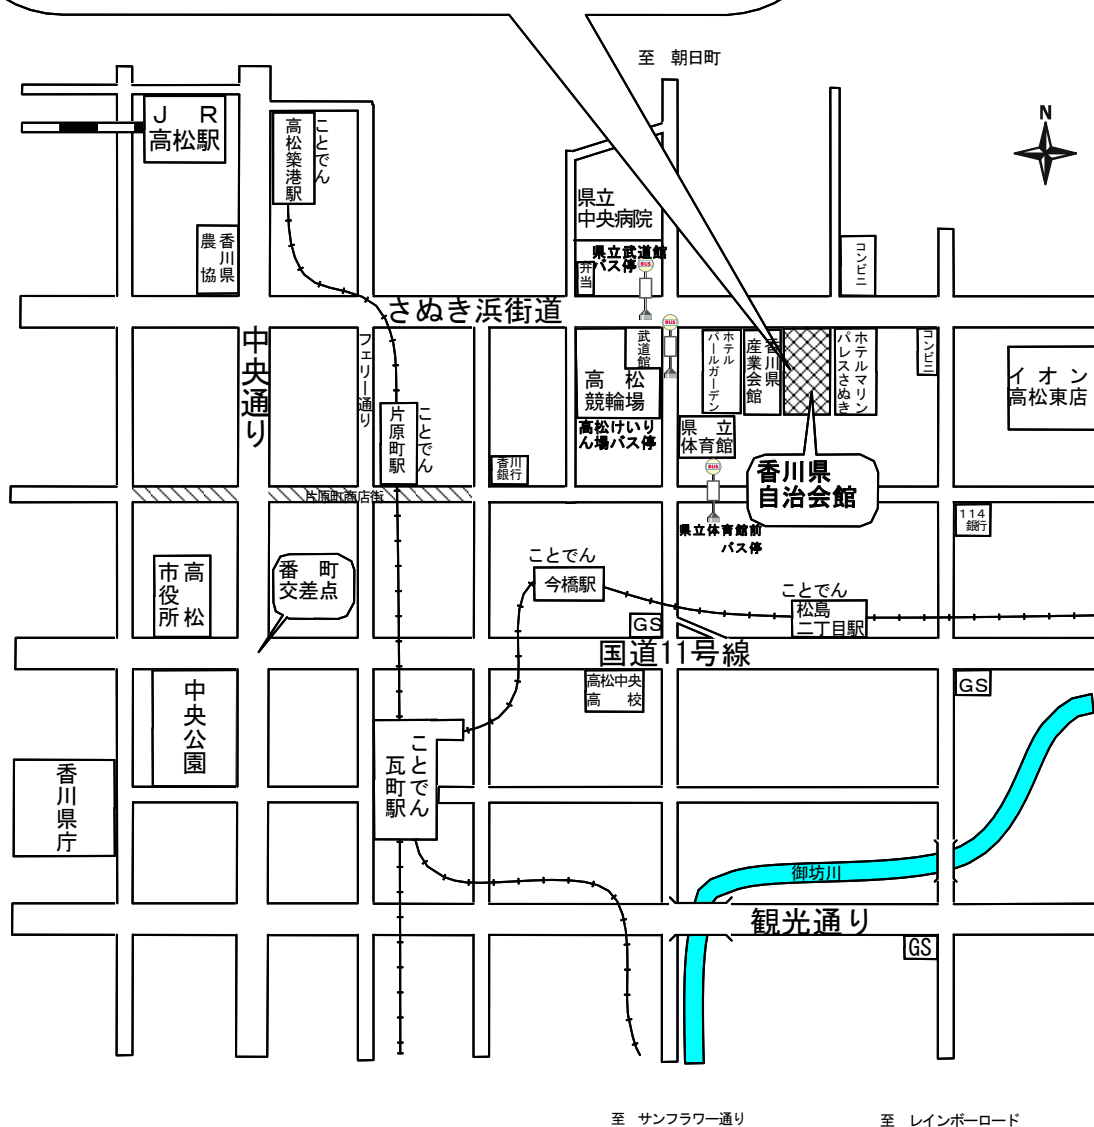 至 朝日町
N
ＪＲ
高松駅
ことでん
高松築港駅
県立
中央病院
香川県
農協
県立武道館
バス停
弁当
BUS
コンビニ
さぬき浜街道
中央通り
フェリー通り
BUS
武道館
高松
競輪場
高松けいり
ん場バス停
ホテル
パールガーデン
香川県
産業会館
ホテルマリン
パレスさぬき
コンビニ
イオン
高松東店
ことでん
片原町駅
県立
体育館
香川
銀行
BUS
香川県
自治会館
片原町商店街
114
銀行
県立体育館前
バス停
高松
市役所
番町
交差点
ことでん
今橋駅
ことでん
松島
二丁目駅
GS
国道11号線
高松中央
高校
GS
中央公園
ことでん
瓦町駅
香川県庁
御坊川
観光通り
GS
至 サンフラワー通り
至 レインボーロード